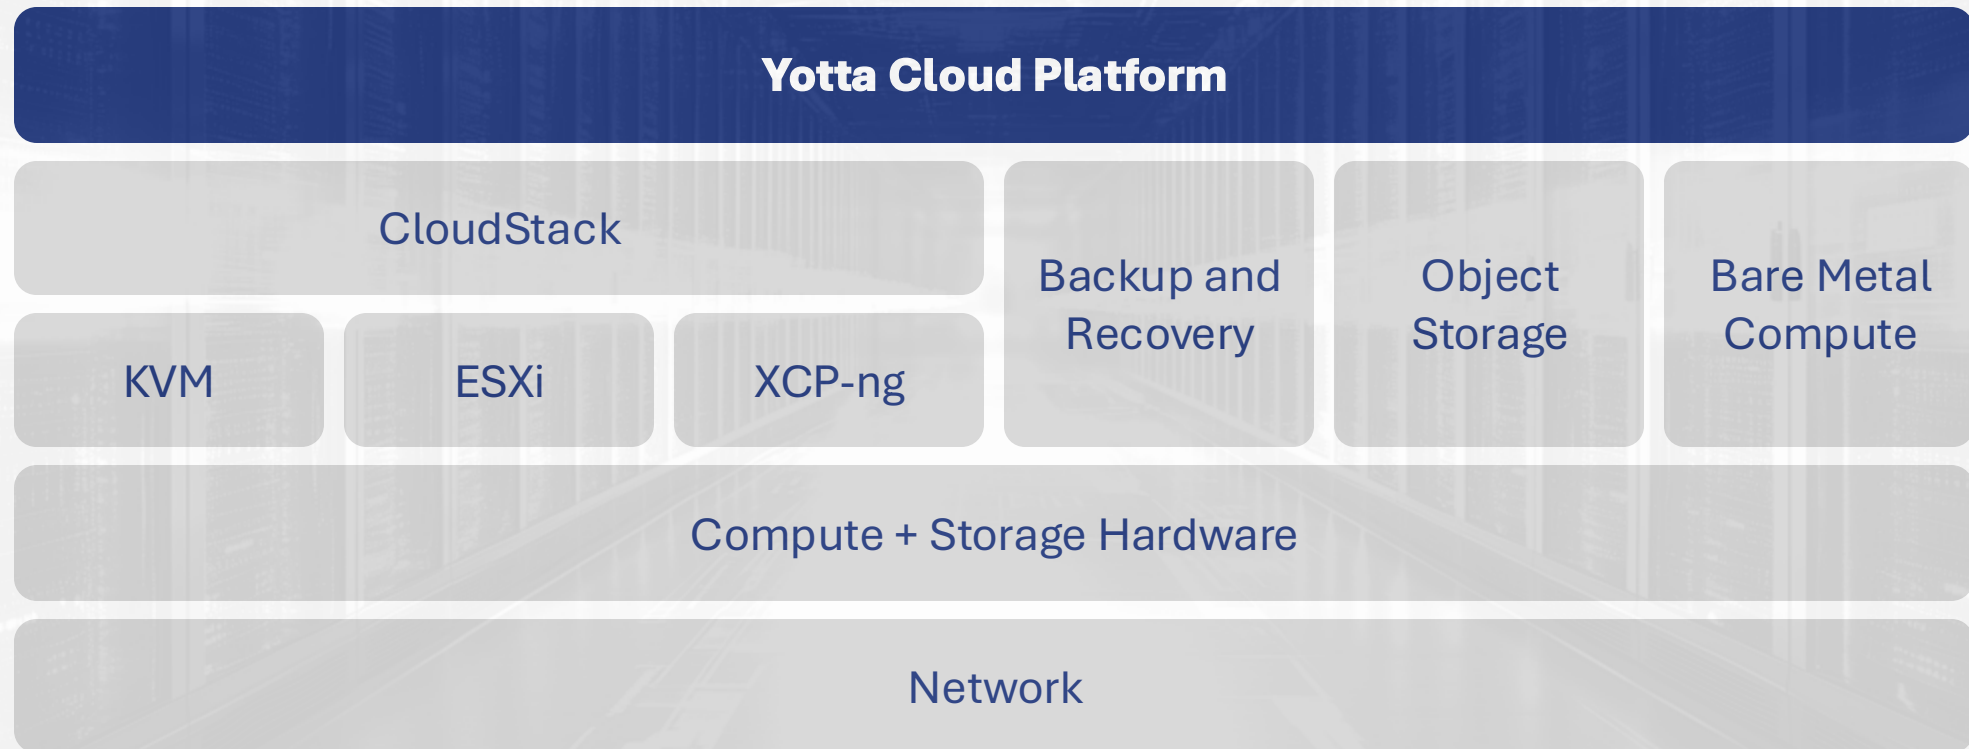 Yotta Cloud Platform
CloudStack
Backup and
Recovery
Object
Storage
Bare Metal
Compute
KVM
ESXi
XCP-ng
Compute + Storage Hardware
Network